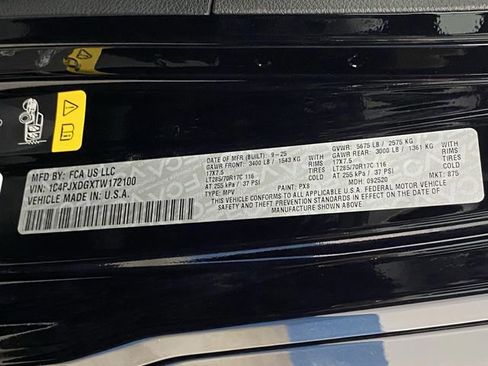 MFD BY: FCA US LLC
VIN: 1C4PJXDGXTW172100
VEHICLE MADE IN: U.S.A.
DATE OF MFR (BUILT): 9-25
GAWR FRONT: 3400 LB / 1543 KG
17X7.5 RIMS
LT285/70R17C 116 TIRES
AT 255 kPa / 37 PSI COLD
TYPE: MPV PAINT: PX8
GVWR: 5675 LB / 2575 KG
GAWR REAR: 3000 LB / 1361 KG
17X7.5 RIMS
LT285/70R17C 116 TIRES
AT 255 kPa / 37 PSI COLD
MDH: 092520 MKT: 875
THIS VEHICLE CONFORMS TO ALL APPLICABLE
FEDERAL MOTOR VEHICLE SAFETY, BUMPER,
AND THEFT PREVENTION STANDARDS IN EFFECT
ON THE DATE OF MANUFACTURE SHOWN ABOVE.